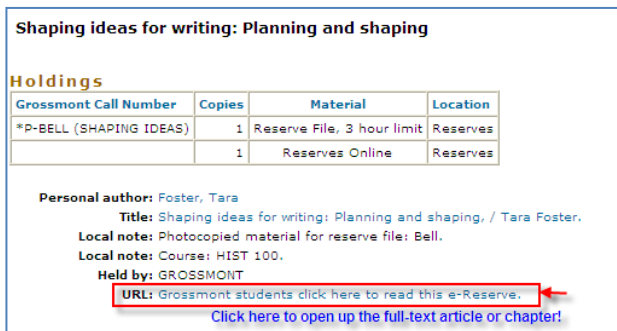 Shaping ideas for writing: Planning and shaping
Holdings
Grossmont Call Number Copies Material Location
*P-BELL (SHAPING IDEAS) 1 Reserve File, 3 hour limit Reserves
1 Reserves Online Reserves
Personal author: Foster, Tara
Title: Shaping ideas for writing: Planning and shaping, / Tara Foster.
Local note: Photocopied material for reserve file: Bell.
Local note: Course: HIST 100.
Held by: GROSSMONT
URL: Grossmont students click here to read this e-Reserve.
Click here to open up the full-text article or chapter!